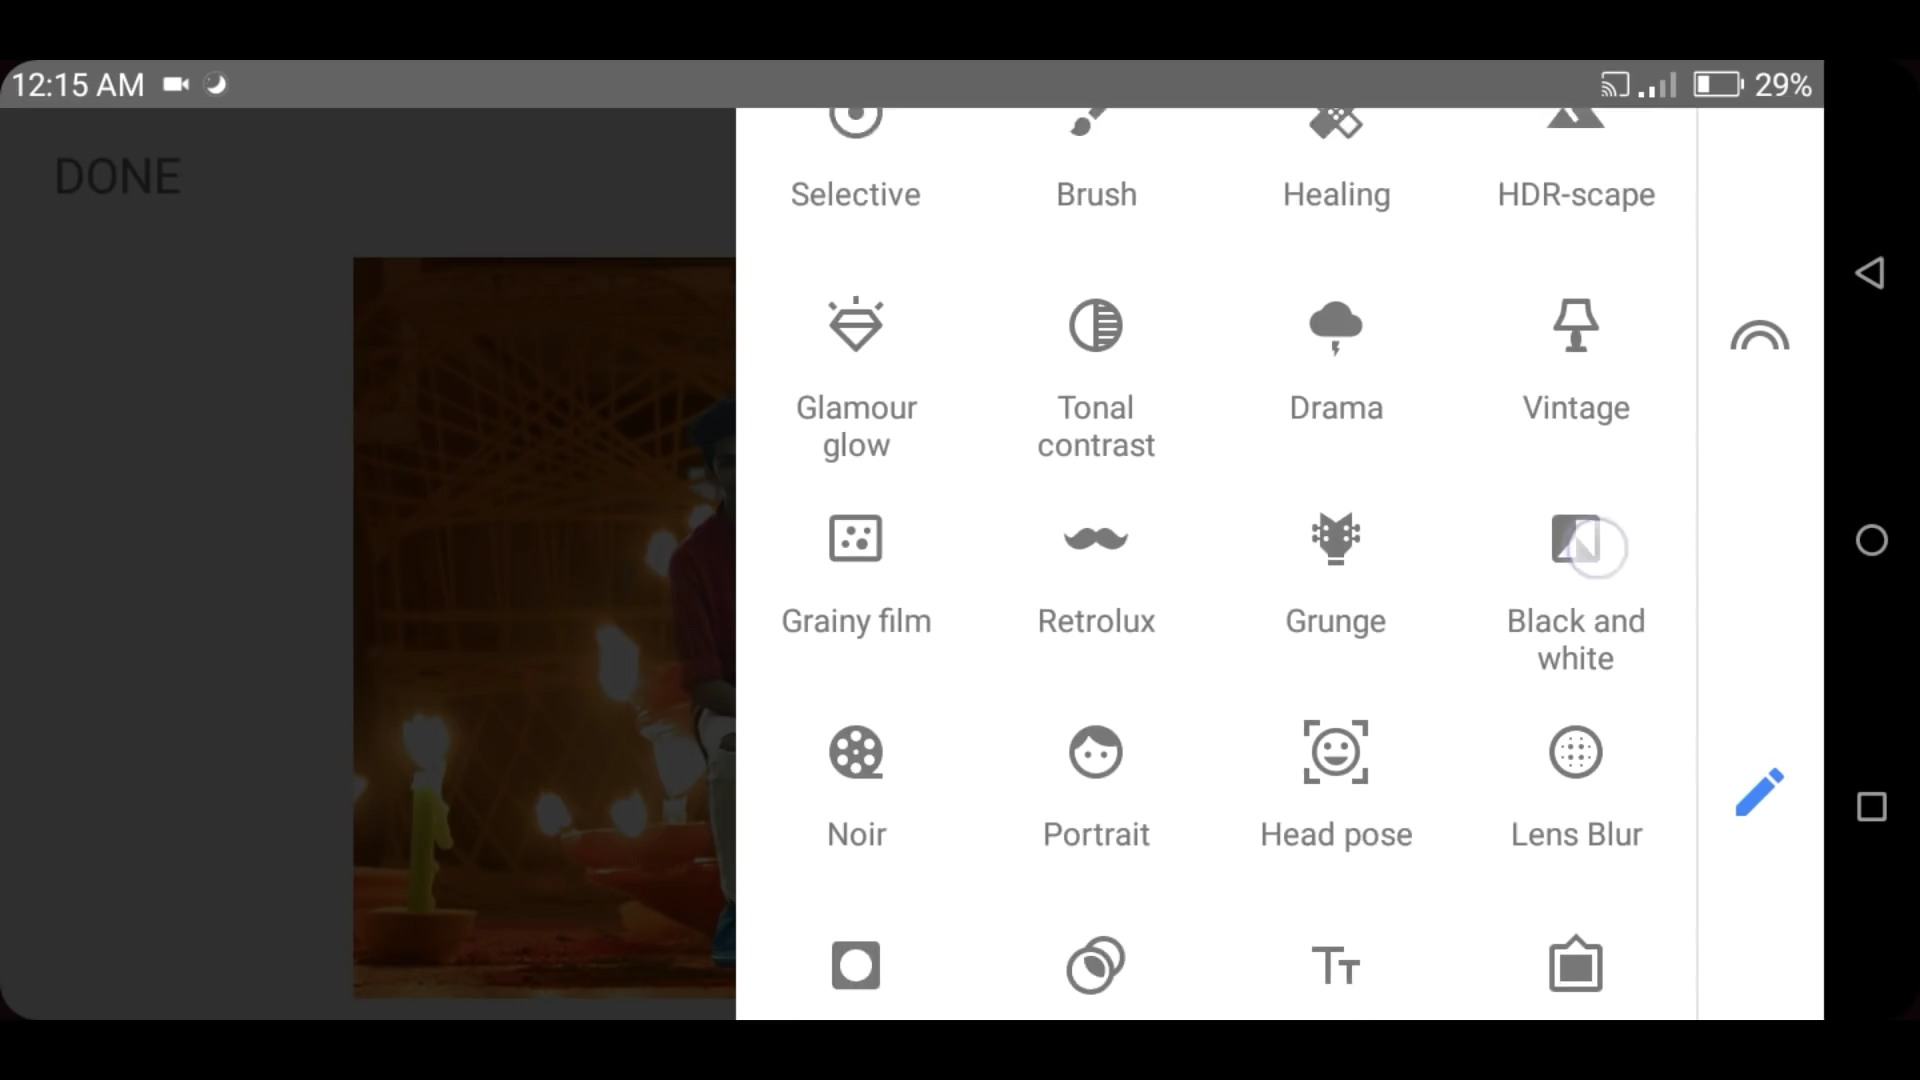 12:15 AM
29%
DONE
Selective
Brush
Healing
HDR-scape
Glamour
glow
Tonal
contrast
Drama
Vintage
Grainy film
Retrolux
Grunge
Black and
white
Noir
Portrait
Head pose
Lens Blur
Tт